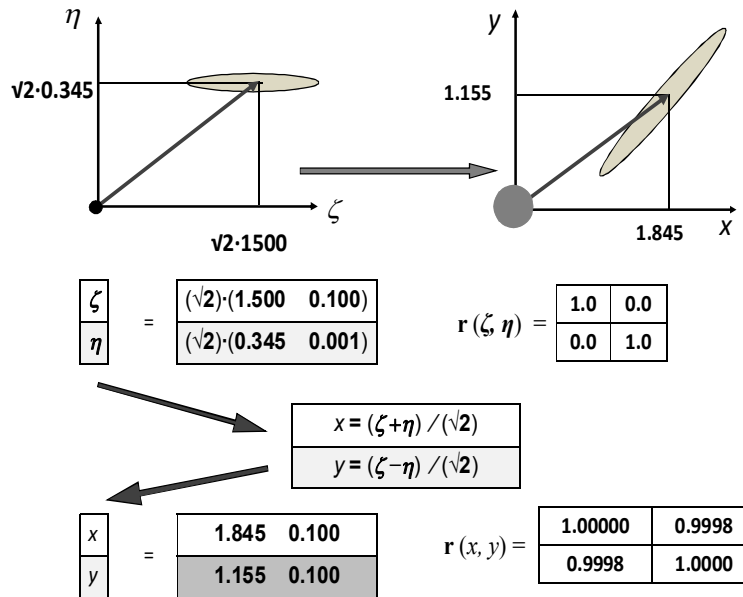 η
√2·0.345
ζ
√2·1500
y
1.155
1.845
x
ζ = (√2)·(1.500 0.100)
η (√2)·(0.345 0.001)
r (ζ, η) = 1.0 0.0
0.0 1.0
x = (ζ+η) / (√2)
y = (ζ−η) / (√2)
x = 1.845 0.100
y 1.155 0.100
r (x, y) = 1.00000 0.9998
0.9998 1.0000